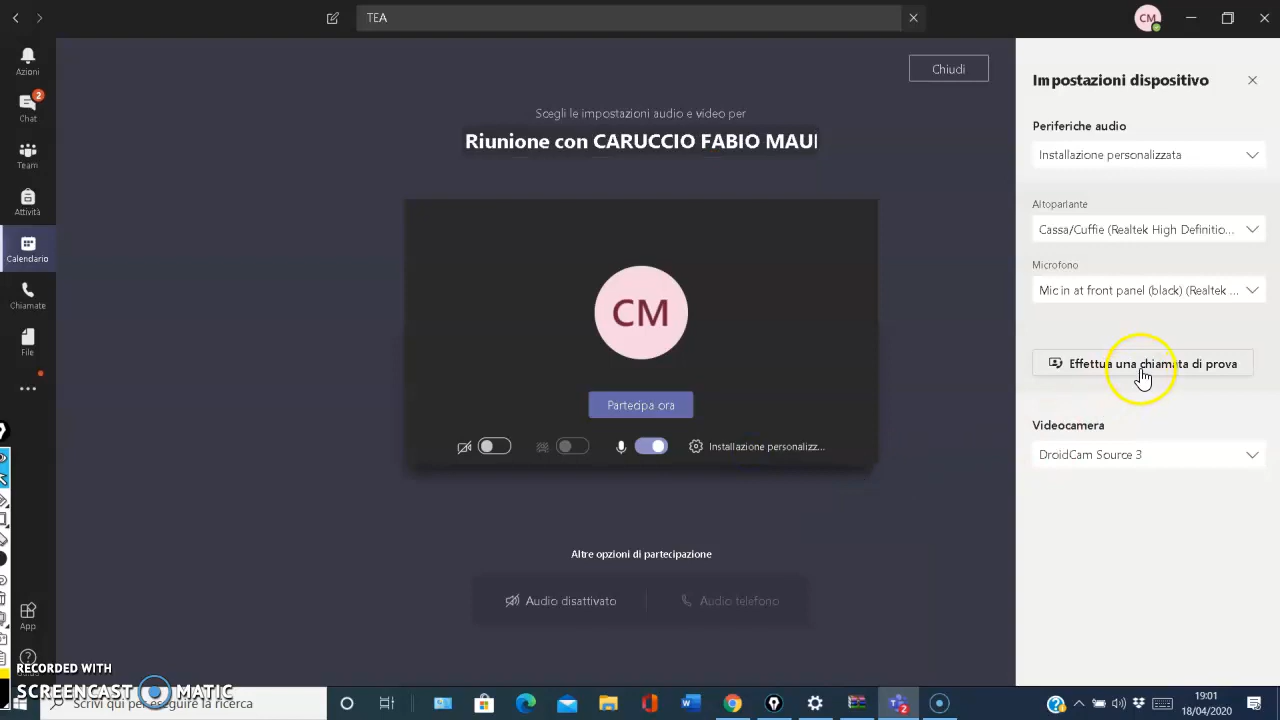 TEA
CM
Azioni
Chat
2
Team
Attività
Calendario
Chiamate
File
App
Chiudi
Scegli le impostazioni audio e video per
Riunione con CARUCCIO FABIO MAU
CM
Partecipa ora
Installazione personalizz...
Altre opzioni di partecipazione
Audio disattivato
Audio telefono
Impostazioni dispositivo
Periferiche audio
Installazione personalizzata
Altoparlante
Cassa/Cuffie (Realtek High Definitio...
Microfono
Mic in at front panel (black) (Realtek ...
Effettua una chiamata di prova
Videocamera
DroidCam Source 3
RECORDED WITH
SCREENCAST MATIC
Scrivi qui per eseguire la ricerca
2
19:01
18/04/2020